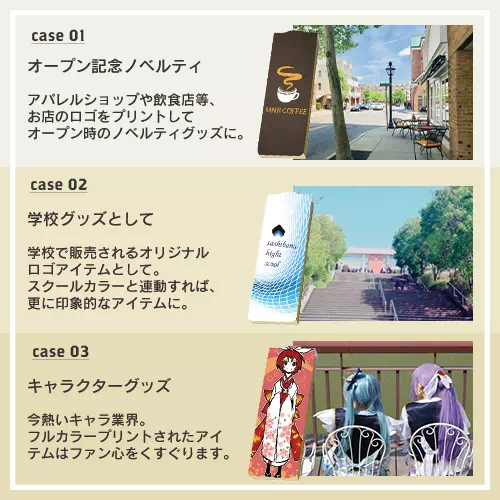 case 01
オープン記念ノベルティ
アパレルショップや飲食店等、
お店のロゴをプリントして
オープン時のノベルティグッズに。
MMR COFFEE
case 02
学校グッズとして
学校で販売されるオリジナル
ロゴアイテムとして。
スクールカラーと連動すれば、
更に印象的なアイテムに。
hight
case 03
キャラクターグッズ
今熱いキャラ業界。
フルカラープリントされたアイ
テムはファン心をくすぐります。